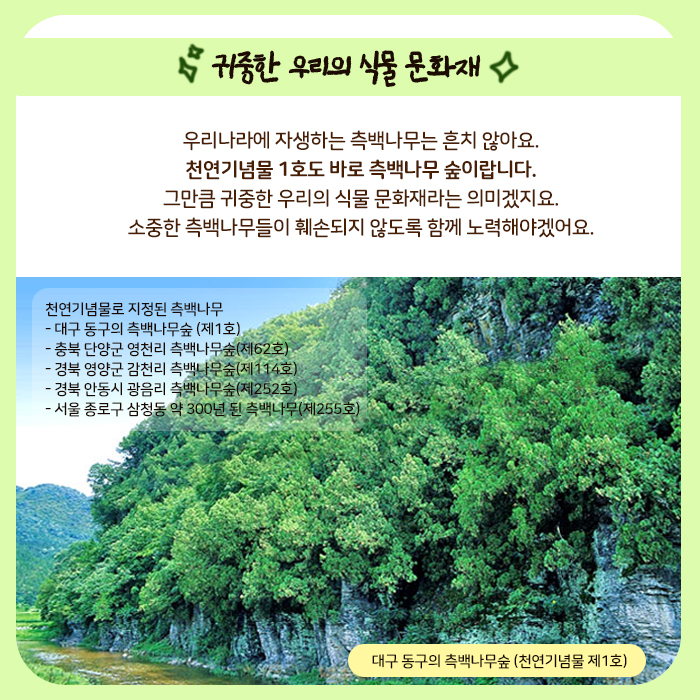 귀중한 우리의 식물 문화재
우리나라에 자생하는 측백나무는 흔치 않아요.
천연기념물 1호도 바로 측백나무 숲이랍니다.
그만큼 귀중한 우리의 식물 문화재라는 의미겠지요.
소중한 측백나무들이 훼손되지 않도록 함께 노력해야겠어요.
천연기념물로 지정된 측백나무
- 대구 동구의 측백나무숲 (제1호)
- 충북 단양군 영천리 측백나무숲(제62호)
- 경북 영양군 감천리 측백나무숲(제114호)
- 경북 안동시 광음리 측백나무숲(제252호)
- 서울 종로구 삼청동 약 300년 된 측백나무(제255호)
대구 동구의 측백나무숲 (천연기념물 제1호)